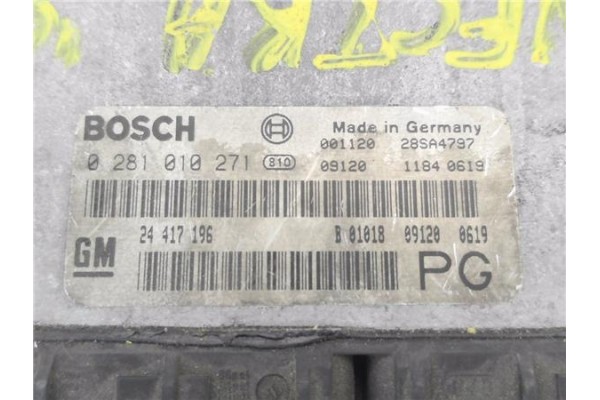 VECTRA
BOSCH Made in Germany
001120 28SA4797
0 281 010 271 810 09120 1184 0619
24 417 196 B 01018 09120 0619
GM PG